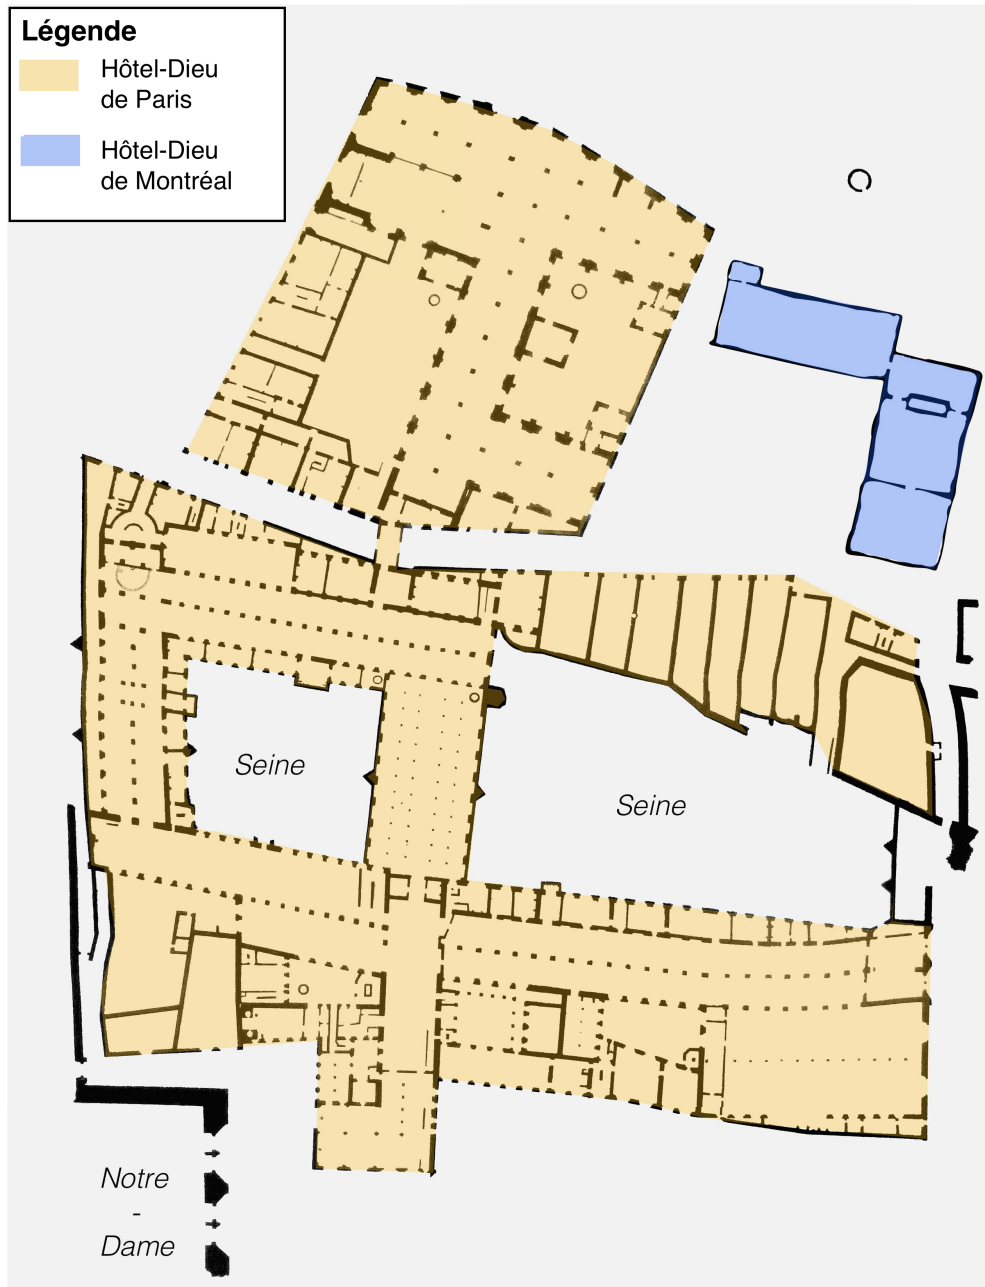 Légende
Hôtel-Dieu
de Paris
Hôtel-Dieu
de Montréal
Seine
Seine
Notre
-
Dame